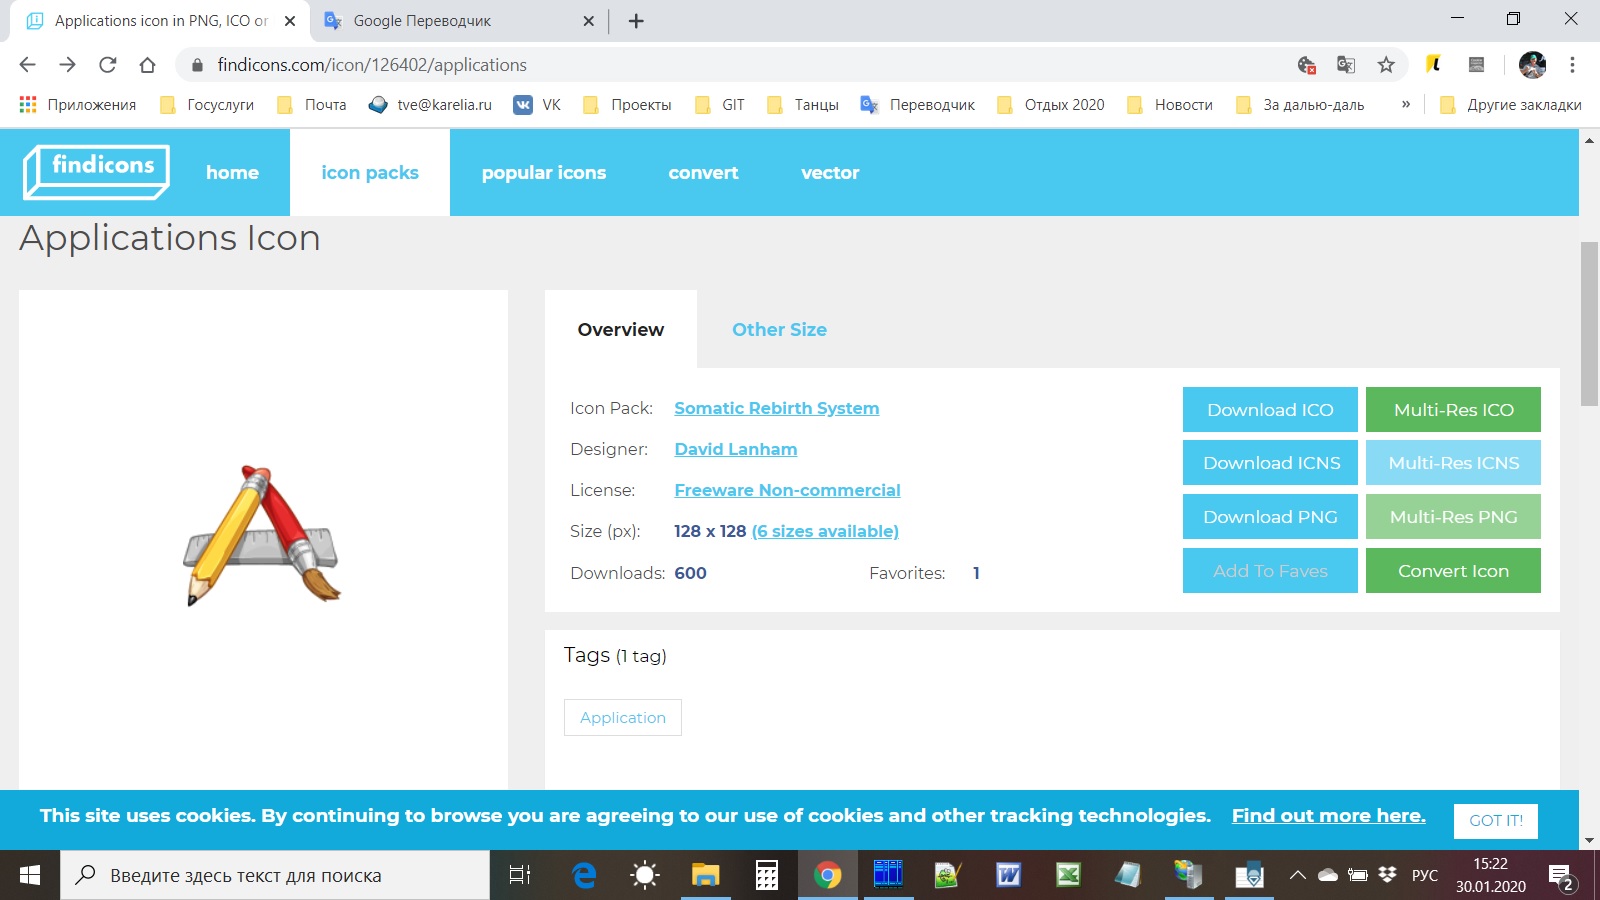 Applications icon in PNG, ICO or
Google Переводчик
findicons.com/icon/126402/applications
Приложения
Госуслуги
Почта
tve@karelia.ru
VK
Проекты
GIT
Танцы
Переводчик
Отдых 2020
Новости
За далью-даль
»
Другие закладки
findicons
home
icon packs
popular icons
convert
vector
Applications Icon
Overview
Other Size
Icon Pack: Somatic Rebirth System
Designer: David Lanham
License: Freeware Non-commercial
Size (px): 128 x 128 (6 sizes available)
Downloads: 600 Favorites: 1
Download ICO
Multi-Res ICO
Download ICNS
Multi-Res ICNS
Download PNG
Multi-Res PNG
Add To Faves
Convert Icon
Tags (1 tag)
Application
This site uses cookies. By continuing to browse you are agreeing to our use of cookies and other tracking technologies. Find out more here.
GOT IT!
Введите здесь текст для поиска
РУС
15:22
30.01.2020
2